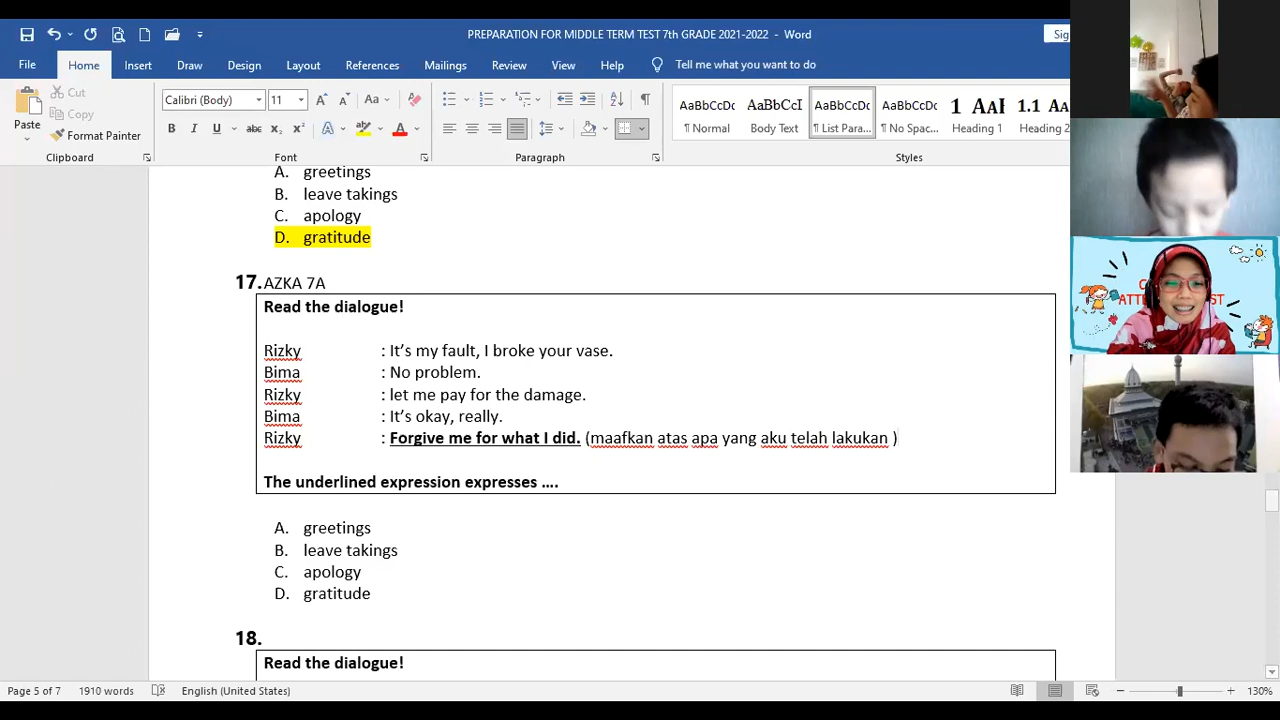 PREPARATION FOR MIDDLE TERM TEST 7th GRADE 2021-2022 - Word
File Home Insert Draw Design Layout References Mailings Review View Help Tell me what you want to do
Paste Cut Copy Format Painter
Calibri (Body) 11
AaBbCcDc AaBbCcI AaBbCcDc AaBbCcDc 1 AaI 1.1 AaB
¶ Normal Body Text ¶ List Para... ¶ No Spac... Heading 1 Heading 2
Clipboard Font Paragraph Styles
A. greetings
B. leave takings
C. apology
D. gratitude
17. AZKA 7A
Read the dialogue!
Rizky : It’s my fault, I broke your vase.
Bima : No problem.
Rizky : let me pay for the damage.
Bima : It’s okay, really.
Rizky : Forgive me for what I did. (maafkan atas apa yang aku telah lakukan )
The underlined expression expresses ….
A. greetings
B. leave takings
C. apology
D. gratitude
18.
Read the dialogue!
Page 5 of 7 1910 words English (United States) 130%